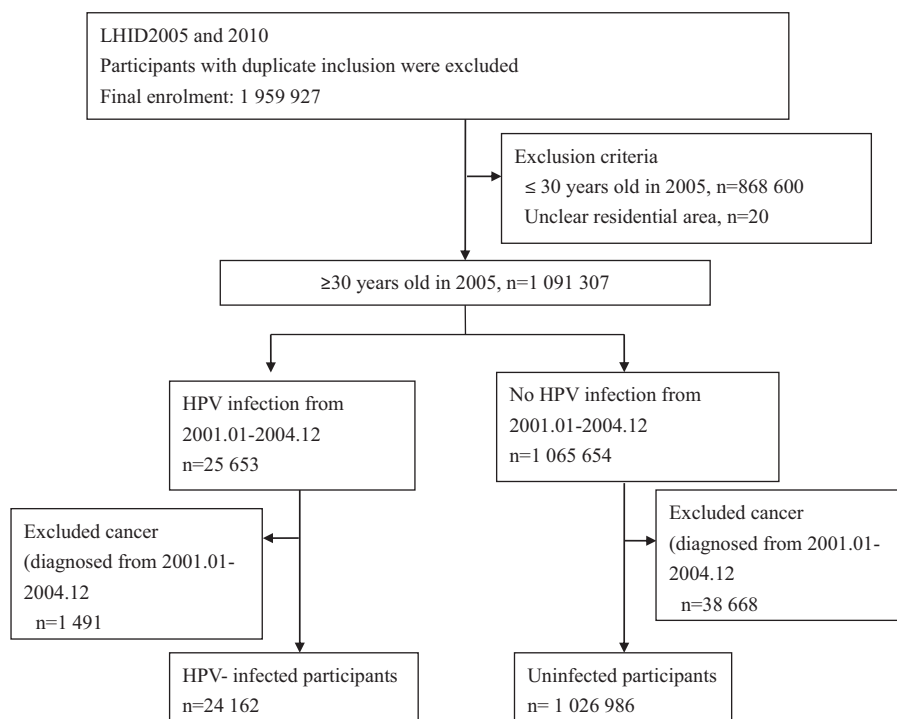 LHID2005 and 2010
Participants with duplicate inclusion were excluded
Final enrolment: 1 959 927
Exclusion criteria
≤ 30 years old in 2005, n=868 600
Unclear residential area, n=20
≥30 years old in 2005, n=1 091 307
HPV infection from
2001.01-2004.12
n=25 653
No HPV infection from
2001.01-2004.12
n=1 065 654
Excluded cancer
(diagnosed from 2001.01-
2004.12
n=1 491
Excluded cancer
(diagnosed from 2001.01-
2004.12
n=38 668
HPV- infected participants
n=24 162
Uninfected participants
n= 1 026 986